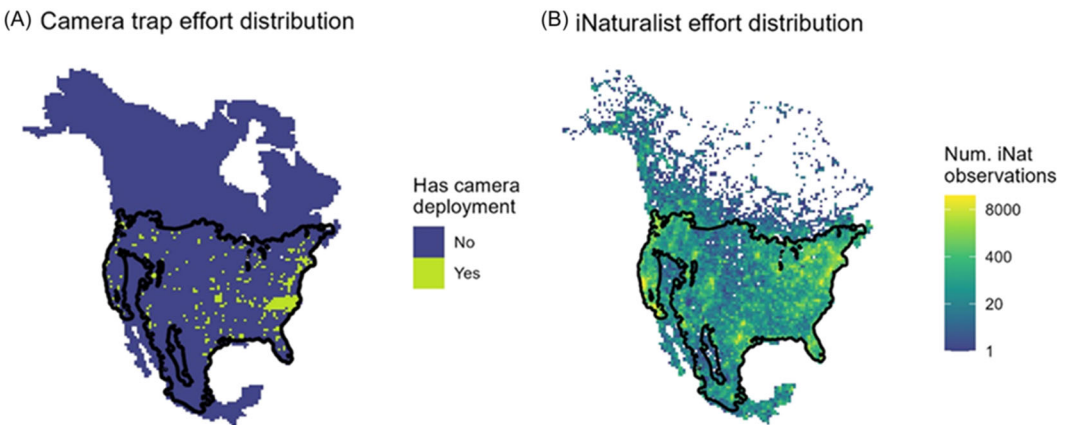 (A) Camera trap effort distribution
Has camera
deployment
No
Yes
(B) iNaturalist effort distribution
Num. iNat
observations
8000
400
20
1